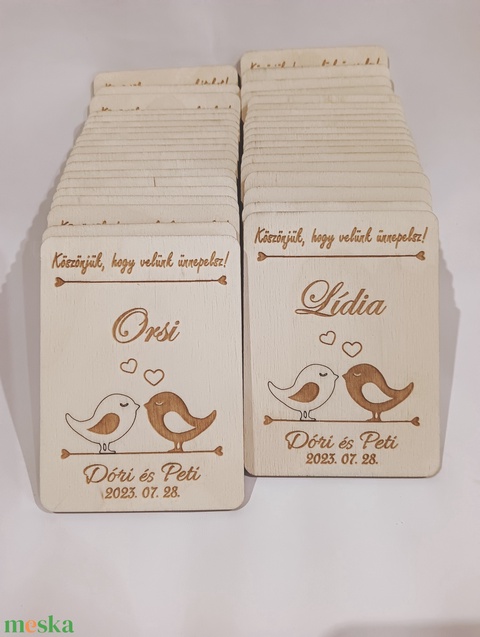 Köszönjük, hogy velünk ünnepelsz!
Orsi
Dóri és Peti
2023. 07. 28.
Köszönjük, hogy velünk ünnepelsz!
Lídia
Dóri és Peti
2023. 07. 28.
meska